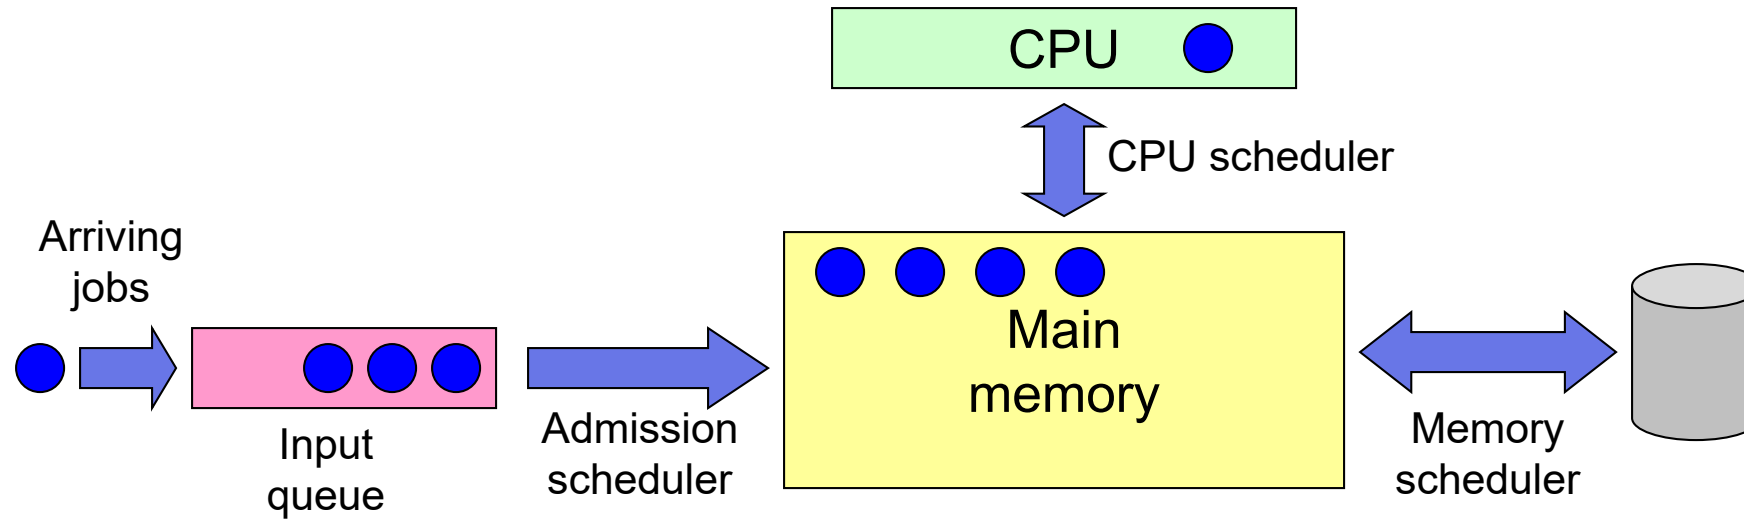 CPU
CPU scheduler
Arriving
jobs
Main
memory
Input
queue
Admission
scheduler
Memory
scheduler